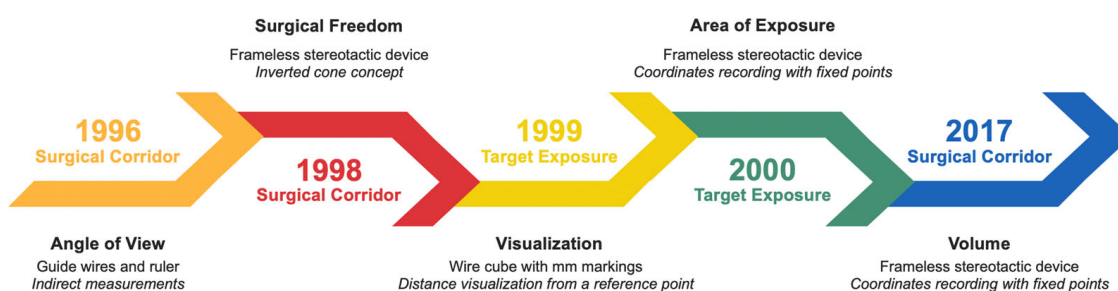 Surgical Freedom
Frameless stereotactic device
Inverted cone concept
Area of Exposure
Frameless stereotactic device
Coordinates recording with fixed points
1996
Surgical Corridor
1998
Surgical Corridor
1999
Target Exposure
2000
Target Exposure
2017
Surgical Corridor
Angle of View
Guide wires and ruler
Indirect measurements
Visualization
Wire cube with mm markings
Distance visualization from a reference point
Volume
Frameless stereotactic device
Coordinates recording with fixed points